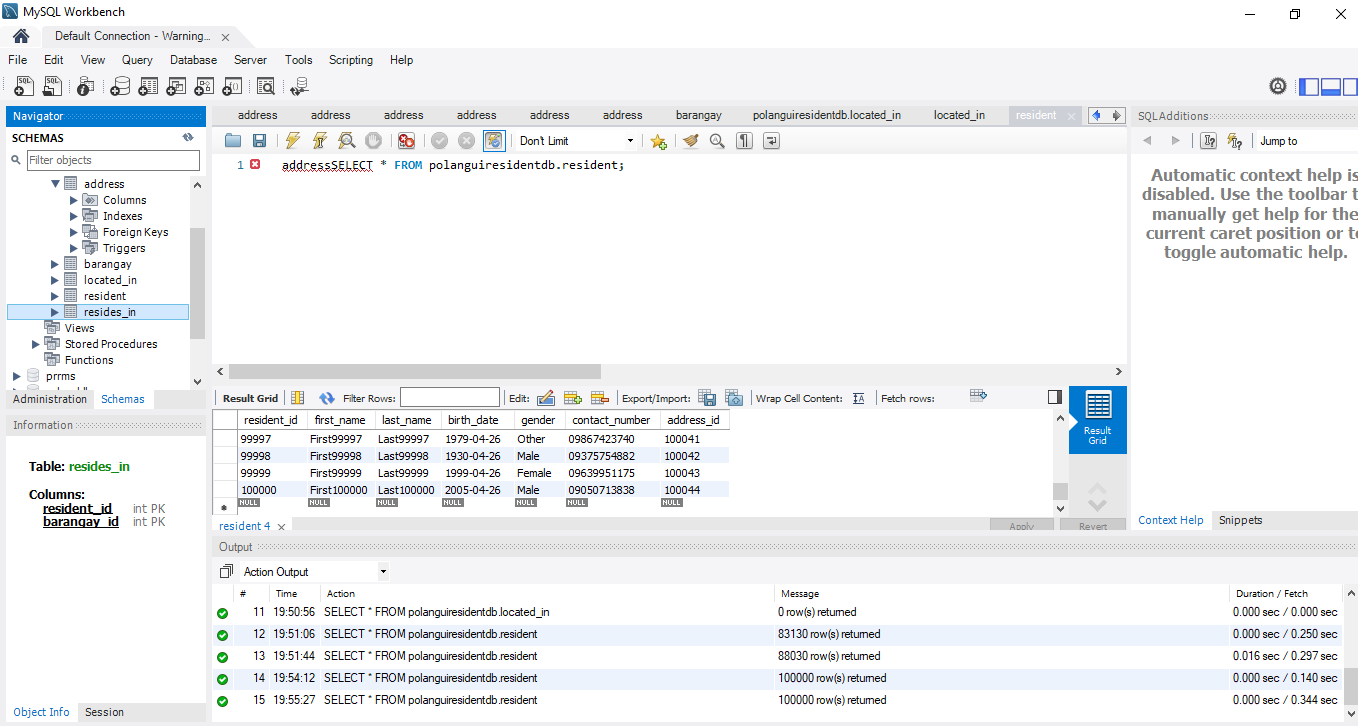 MySQL Workbench
Default Connection - Warning...
File Edit View Query Database Server Tools Scripting Help
Navigator
SCHEMAS
Filter objects
address
Columns
Indexes
Foreign Keys
Triggers
barangay
located_in
resident
resides_in
Views
Stored Procedures
Functions
prrms
Administration Schemas
Information
Table: resides_in
Columns:
resident_id int PK
barangay_id int PK
Object Info Session
address address address address address address barangay polanguiresidentdb.located_in located_in resident
Don't Limit
1 addressSELECT * FROM polanguiresidentdb.resident;
Result Grid Filter Rows: Edit: Export/Import: Wrap Cell Content: IA Fetch rows:
resident_id first_name last_name birth_date gender contact_number address_id
99997 First99997 Last99997 1979-04-26 Other 09867423740 100041
99998 First99998 Last99998 1930-04-26 Male 09375754882 100042
99999 First99999 Last99999 1999-04-26 Female 09639951175 100043
100000 First100000 Last100000 2005-04-26 Male 09050713838 100044
NULL NULL NULL NULL NULL NULL NULL
resident 4 Apply Revert
Result
Grid
SQLAdditions
Jump to
Automatic context help is
disabled. Use the toolbar t
manually get help for the
current caret position or to
toggle automatic help.
Context Help Snippets
Output
Action Output
# Time Action Message Duration / Fetch
11 19:50:56 SELECT * FROM polanguiresidentdb.located_in 0 row(s) returned 0.000 sec / 0.000 sec
12 19:51:06 SELECT * FROM polanguiresidentdb.resident 83130 row(s) returned 0.000 sec / 0.250 sec
13 19:51:44 SELECT * FROM polanguiresidentdb.resident 88030 row(s) returned 0.016 sec / 0.297 sec
14 19:54:12 SELECT * FROM polanguiresidentdb.resident 100000 row(s) returned 0.000 sec / 0.140 sec
15 19:55:27 SELECT * FROM polanguiresidentdb.resident 100000 row(s) returned 0.000 sec / 0.344 sec